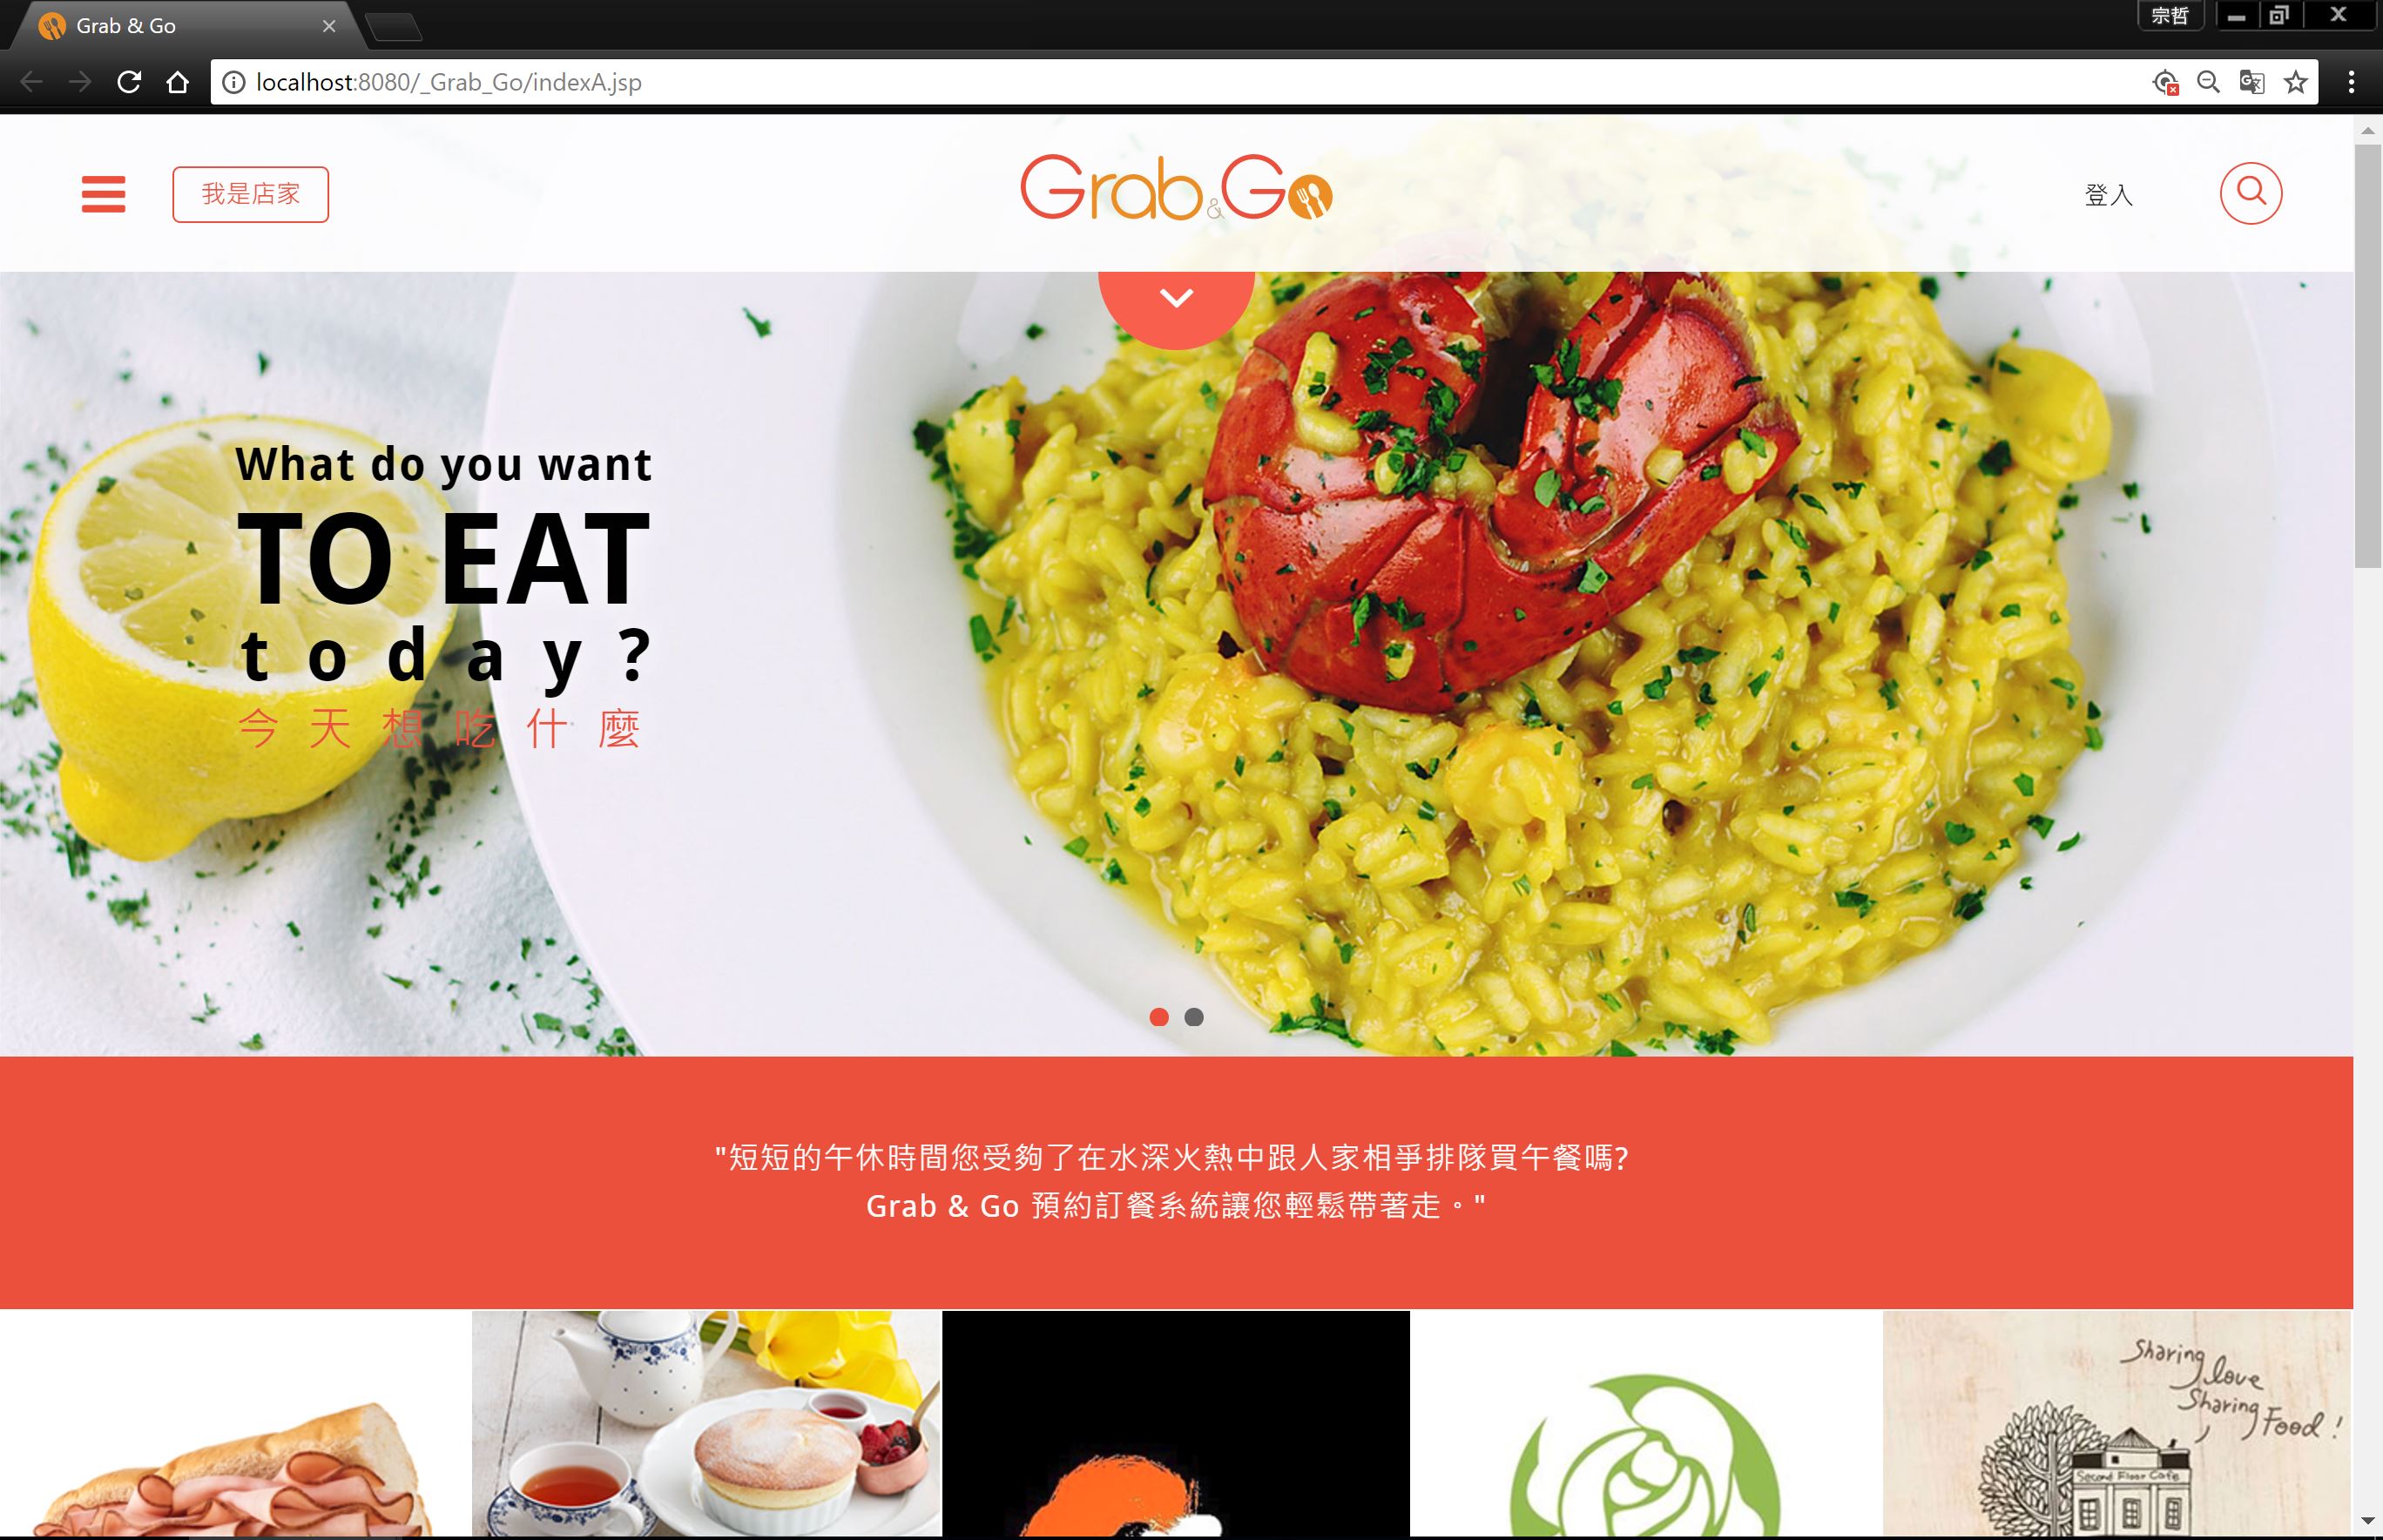 Grab & Go
宗哲
localhost:8080/_Grab_Go/indexA.jsp
我是店家
Grab & Go
登入
What do you want
TO EAT
today?
今天想吃什麼
"短短的午休時間您受夠了在水深火熱中跟人家相爭排隊買午餐嗎?
Grab & Go 預約訂餐系統讓您輕鬆帶著走。"
Sharing love
Sharing Food!
Second Floor Cafe